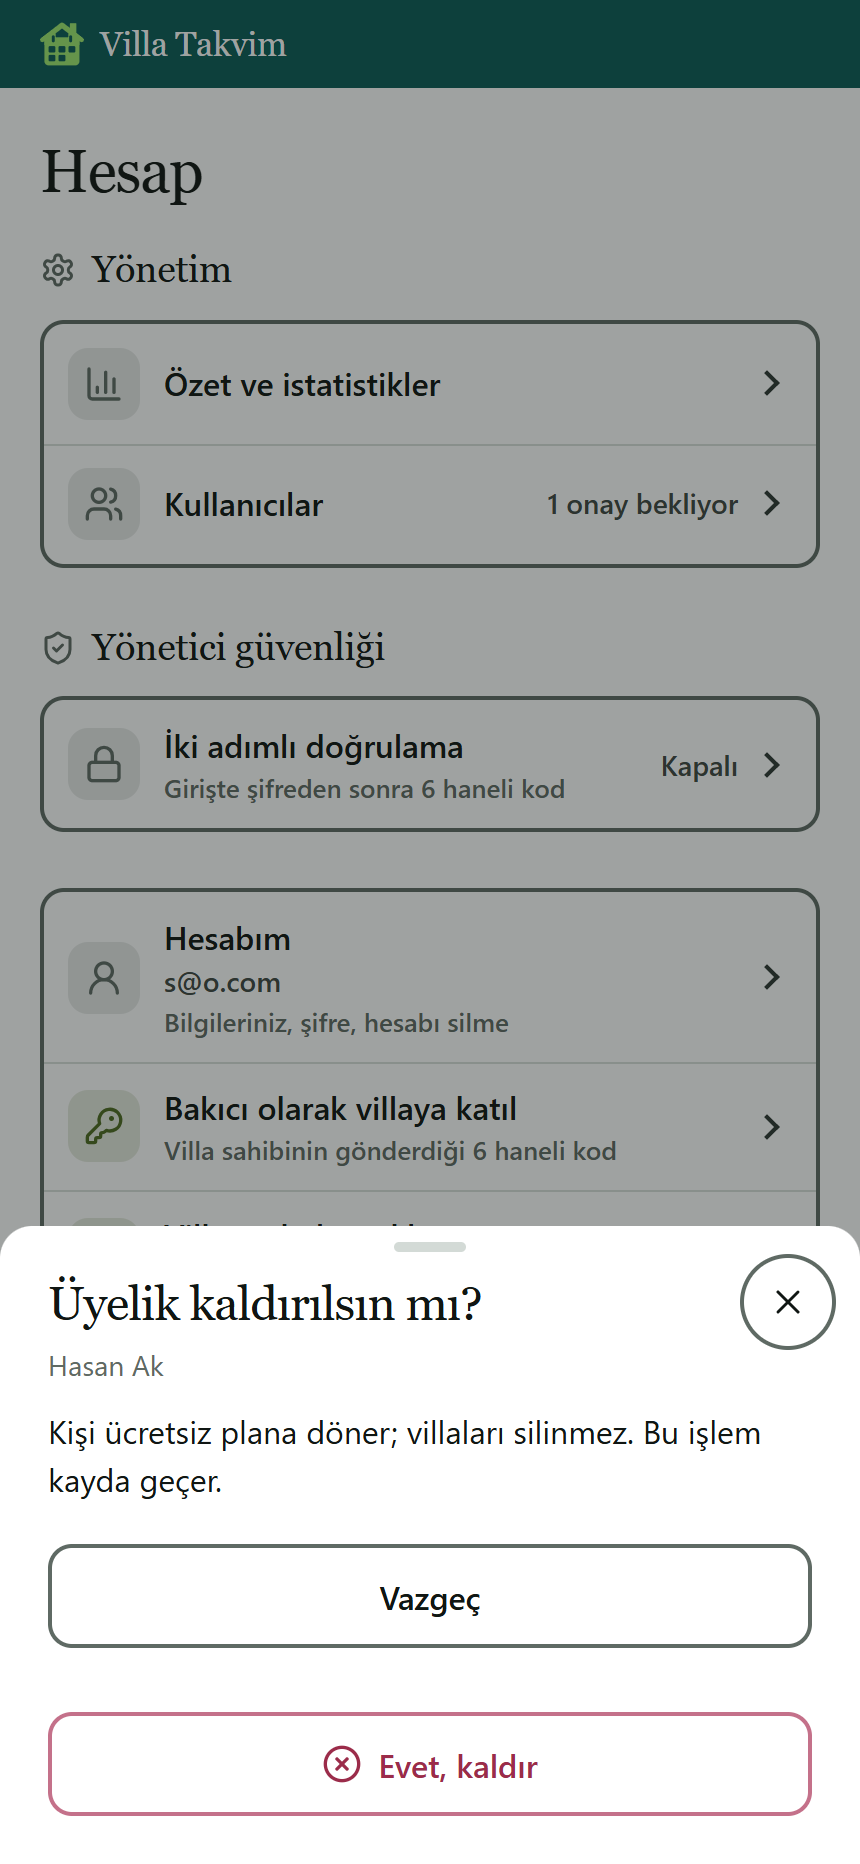 Villa Takvim
Hesap
Yönetim
Özet ve istatistikler
Kullanıcılar
1 onay bekliyor
Yönetici güvenliği
İki adımlı doğrulama
Kapalı
Girişte şifreden sonra 6 haneli kod
Hesabım
s@o.com
Bilgileriniz, şifre, hesabı silme
Bakıcı olarak villaya katıl
Villa sahibinin gönderdiği 6 haneli kod
Üyelik kaldırılsın mı?
Hasan Ak
Kişi ücretsiz plana döner; villaları silinmez. Bu işlem
kayda geçer.
Vazgeç
Evet, kaldır